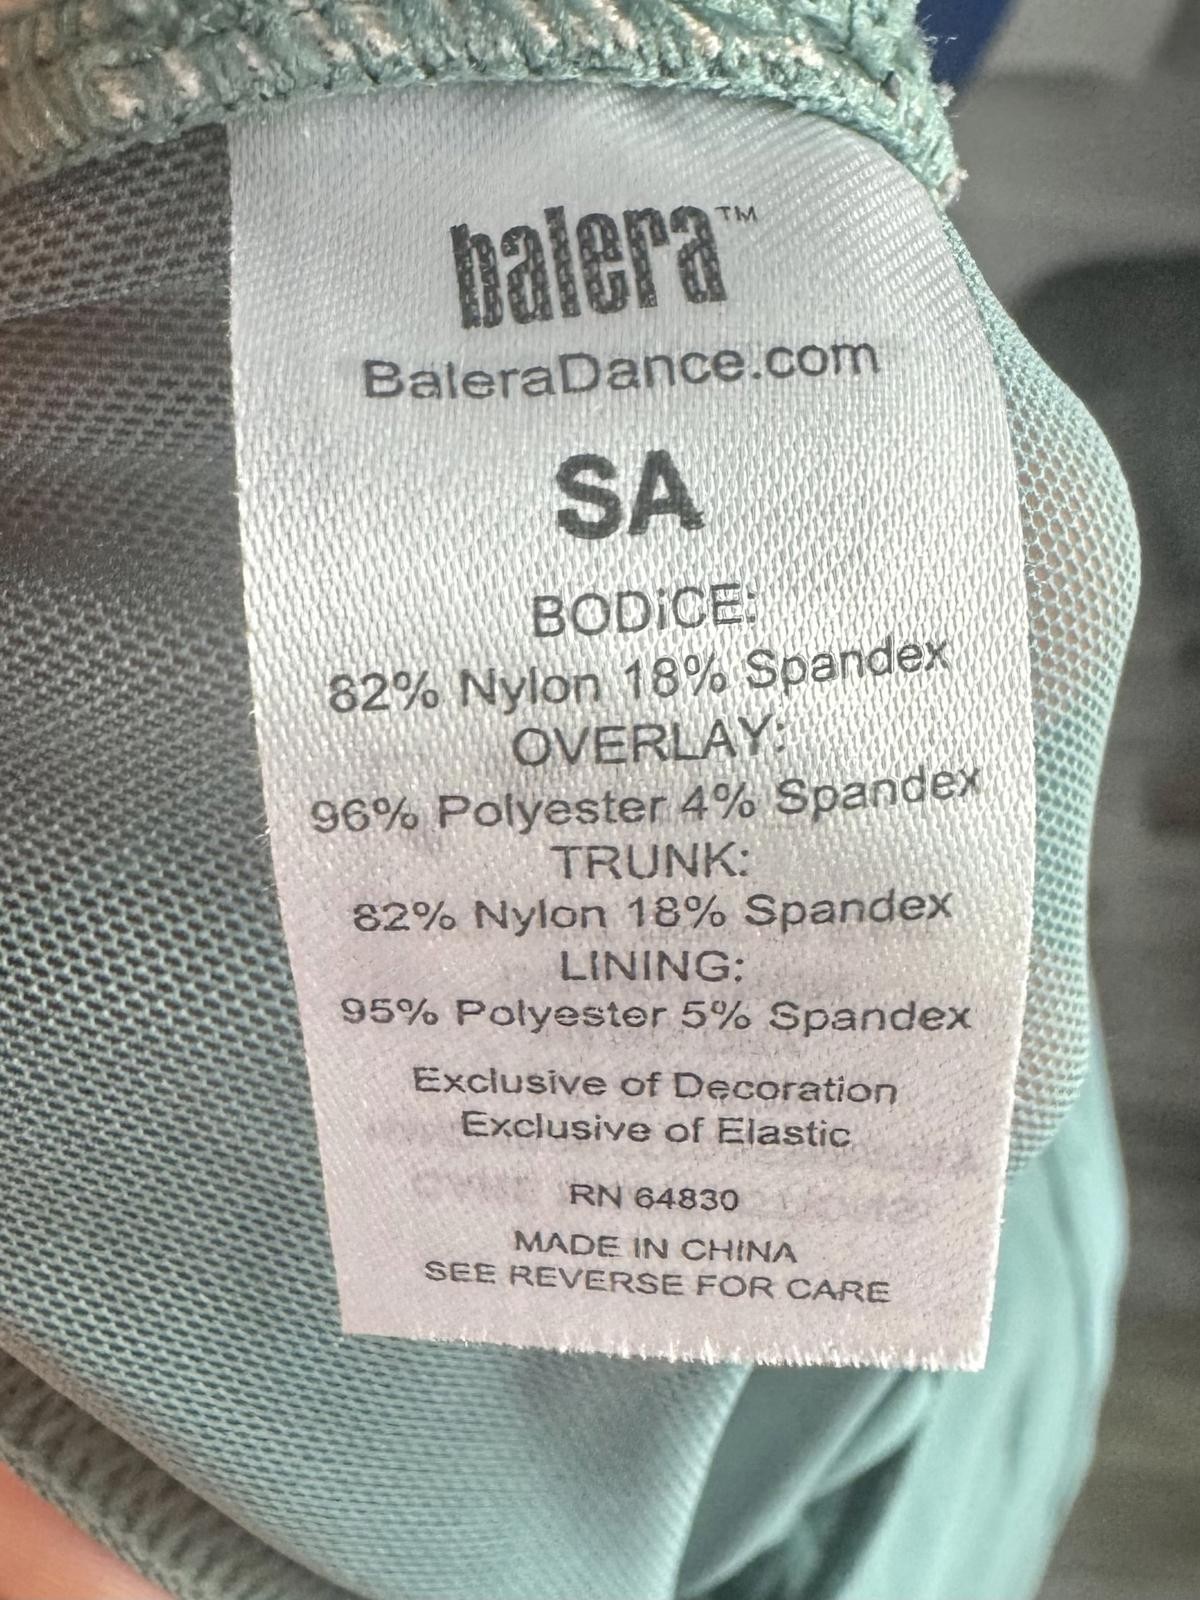 balera™
BaleraDance.com
SA
BODiCE:
82% Nylon 18% Spandex
OVERLAY:
96% Polyester 4% Spandex
TRUNK:
82% Nylon 18% Spandex
LINING:
95% Polyester 5% Spandex
Exclusive of Decoration
Exclusive of Elastic
RN 64830
MADE IN CHINA
SEE REVERSE FOR CARE